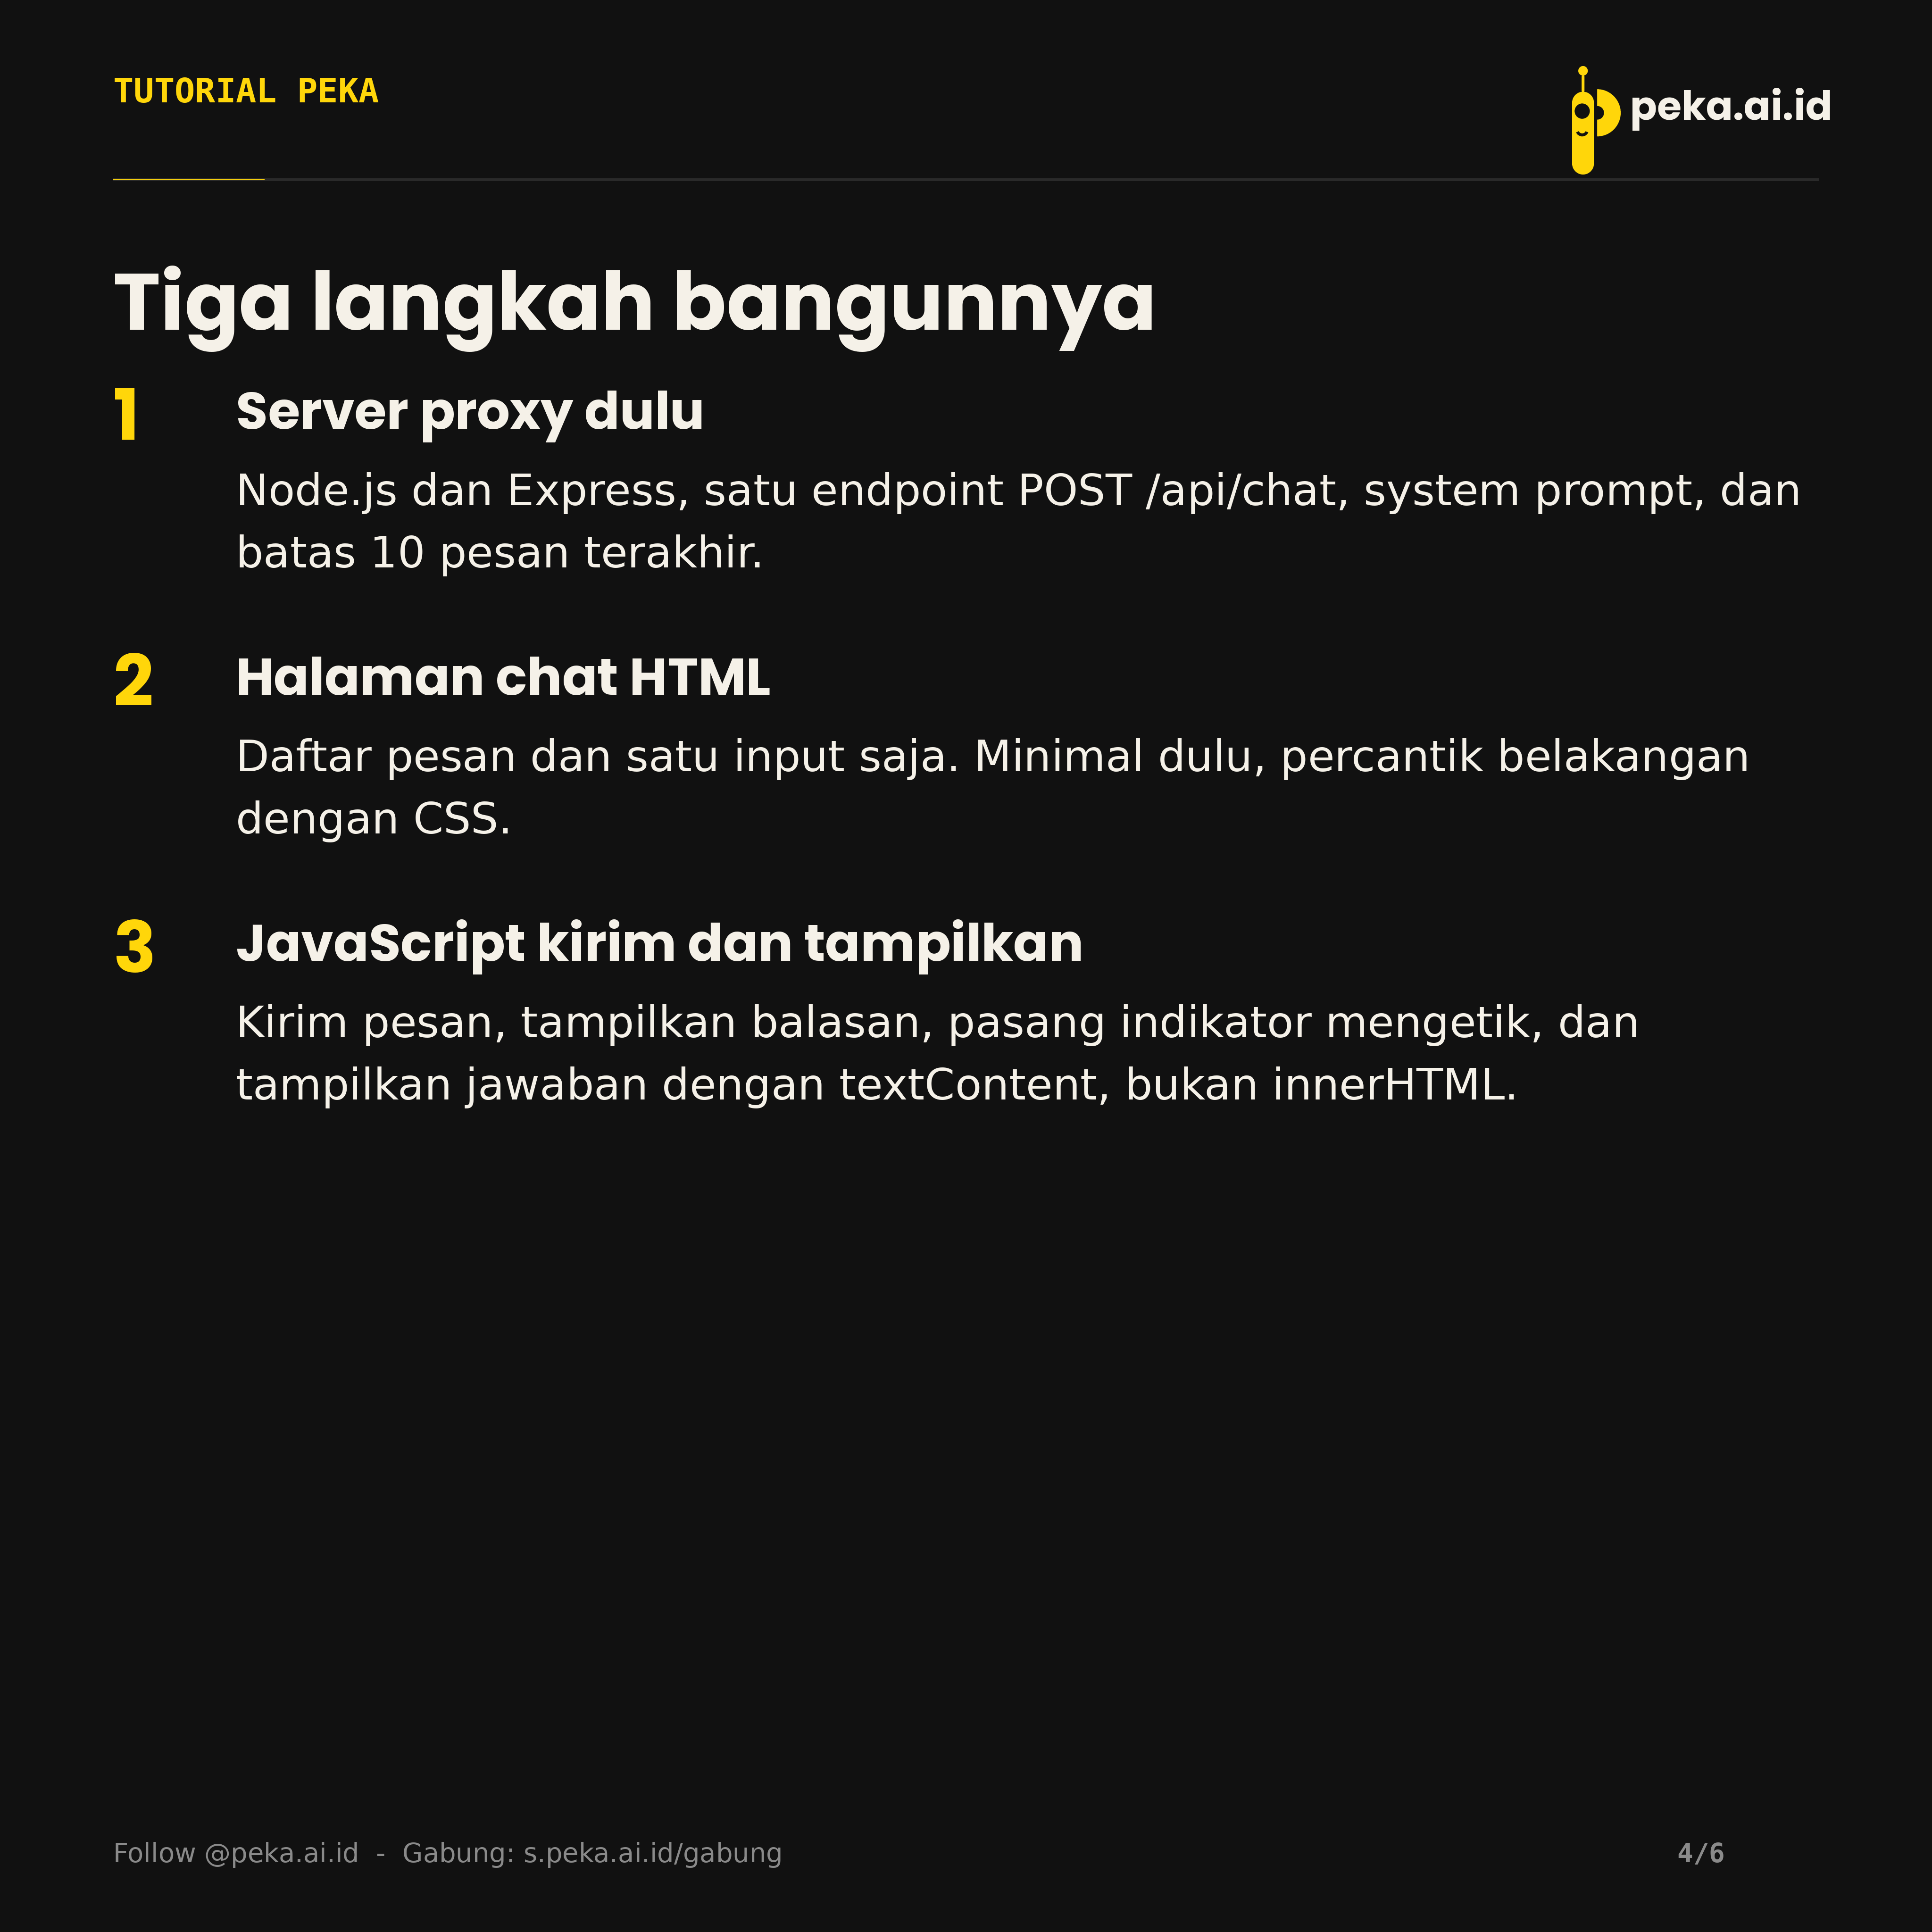 TUTORIAL PEKA
peka.ai.id
Tiga langkah bangunnya
1
Server proxy dulu
Node.js dan Express, satu endpoint POST /api/chat, system prompt, dan
batas 10 pesan terakhir.
2
Halaman chat HTML
Daftar pesan dan satu input saja. Minimal dulu, percantik belakangan
dengan CSS.
3
JavaScript kirim dan tampilkan
Kirim pesan, tampilkan balasan, pasang indikator mengetik, dan
tampilkan jawaban dengan textContent, bukan innerHTML.
Follow @peka.ai.id - Gabung: s.peka.ai.id/gabung
4/6